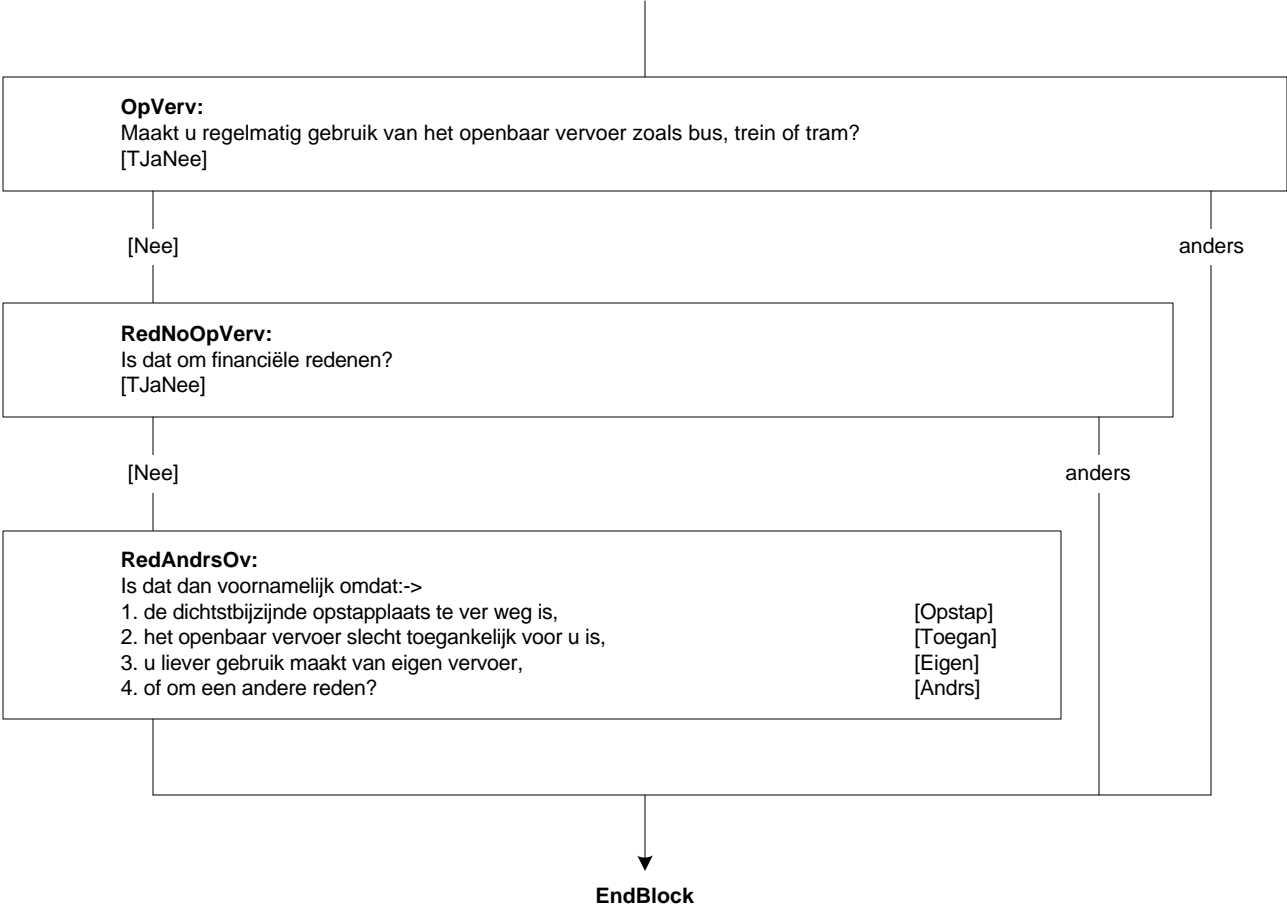 OpVerv:
Maakt u regelmatig gebruik van het openbaar vervoer zoals bus, trein of tram?
[TJaNee]
[Nee] anders
RedNoOpVerv:
Is dat om financiële redenen?
[TJaNee]
[Nee] anders
RedAndrsOv:
Is dat dan voornamelijk omdat:->
1. de dichtstbijzijnde opstapplaats te ver weg is, [Opstap]
2. het openbaar vervoer slecht toegankelijk voor u is, [Toegan]
3. u liever gebruik maakt van eigen vervoer, [Eigen]
4. of om een andere reden? [Andrs]
EndBlock